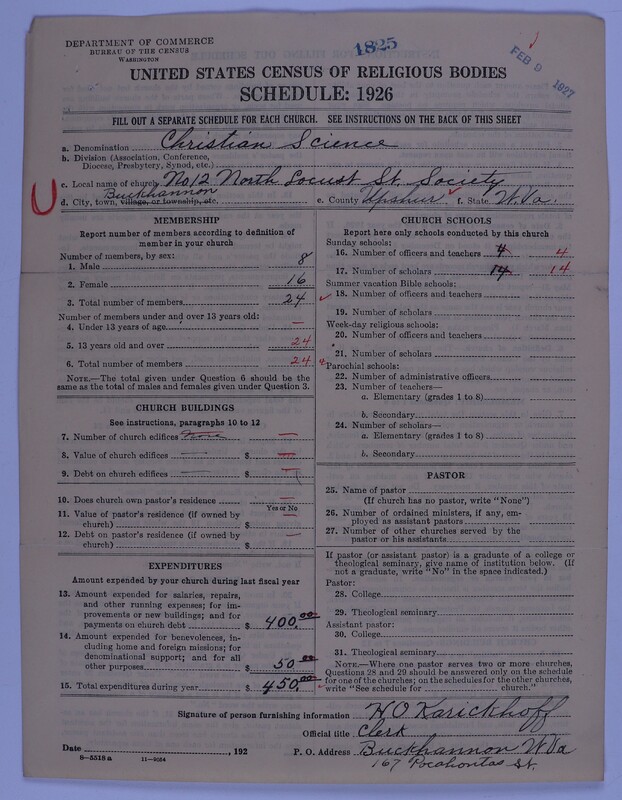 DEPARTMENT OF COMMERCE
BUREAU OF THE CENSUS
WASHINGTON
1825
FEB 9 1927
UNITED STATES CENSUS OF RELIGIOUS BODIES
SCHEDULE: 1926
FILL OUT A SEPARATE SCHEDULE FOR EACH CHURCH. SEE INSTRUCTIONS ON THE BACK OF THIS SHEET
a. Denomination Christian Science
b. Division (Association, Conference, Diocese, Presbytery, Synod, etc.)
c. Local name of church No 12 North Locust St. Society
d. City, town, village, or township, etc. Buckhannon e. County Upshur f. State W. Va.
MEMBERSHIP
Report number of members according to definition of member in your church
Number of members, by sex:
1. Male 8
2. Female 16
3. Total number of members 24
Number of members under and over 13 years old:
4. Under 13 years of age —
5. 13 years old and over 24
6. Total number of members 24
NOTE.—The total given under Question 6 should be the same as the total of males and females given under Question 3.
CHURCH BUILDINGS
See instructions, paragraphs 10 to 12
7. Number of church edifices None —
8. Value of church edifices $ —
9. Debt on church edifices $ —
10. Does church own pastor's residence —
Yes or No
11. Value of pastor's residence (if owned by church) $ —
12. Debt on pastor's residence (if owned by church) $ —
EXPENDITURES
Amount expended by your church during last fiscal year
13. Amount expended for salaries, repairs, and other running expenses; for improvements or new buildings; and for payments on church debt $ 400.00
14. Amount expended for benevolences, including home and foreign missions; for denominational support; and for all other purposes $ 50.00
15. Total expenditures during year $ 450.00
CHURCH SCHOOLS
Report here only schools conducted by this church
Sunday schools:
16. Number of officers and teachers 4 4
17. Number of scholars 14 14
Summer vacation Bible schools:
18. Number of officers and teachers
19. Number of scholars
Week-day religious schools:
20. Number of officers and teachers
21. Number of scholars
Parochial schools:
22. Number of administrative officers
23. Number of teachers—
a. Elementary (grades 1 to 8)
b. Secondary
24. Number of scholars—
a. Elementary (grades 1 to 8)
b. Secondary
PASTOR
25. Name of pastor
(If church has no pastor, write "None")
26. Number of ordained ministers, if any, employed as assistant pastors
27. Number of other churches served by the pastor or his assistants
If pastor (or assistant pastor) is a graduate of a college or theological seminary, give name of institution below. (If not a graduate, write "No" in the space indicated.)
Pastor:
28. College
29. Theological seminary
Assistant pastor:
30. College
31. Theological seminary
NOTE.—Where one pastor serves two or more churches, Questions 28 and 29 should be answered only on the schedule for one of the churches; on the schedules for the other churches, write "See schedule for ........ church."
Signature of person furnishing information H O Karickhoff
Official title Clerk
Date ........, 192 P. O. Address Buckhannon W Va
167 Pocahontas St.
8—5518 a 11—9054